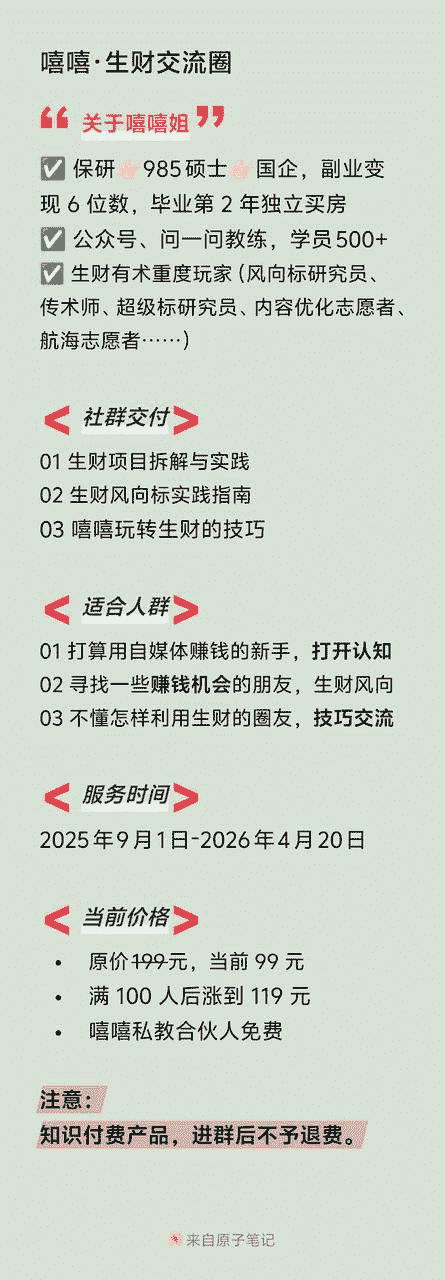 嘻嘻·生财交流圈
“ 关于嘻嘻姐 ”
✅ 保研👉🏻985硕士👉🏻国企，副业变
现 6 位数，毕业第 2 年独立买房
✅ 公众号、问一问教练，学员500+
✅ 生财有术重度玩家（风向标研究员、
传术师、超级标研究员、内容优化志愿者、
航海志愿者……）
< 社群交付 >
01 生财项目拆解与实践
02 生财风向标实践指南
03 嘻嘻玩转生财的技巧
< 适合人群 >
01 打算用自媒体赚钱的新手，打开认知
02 寻找一些赚钱机会的朋友，生财风向
03 不懂怎样利用生财的圈友，技巧交流
< 服务时间 >
2025年9月1日-2026年4月20日
< 当前价格 >
• 原价199元，当前 99 元
• 满 100 人后涨到 119 元
• 嘻嘻私教合伙人免费
注意：
知识付费产品，进群后不予退费。
来自原子笔记